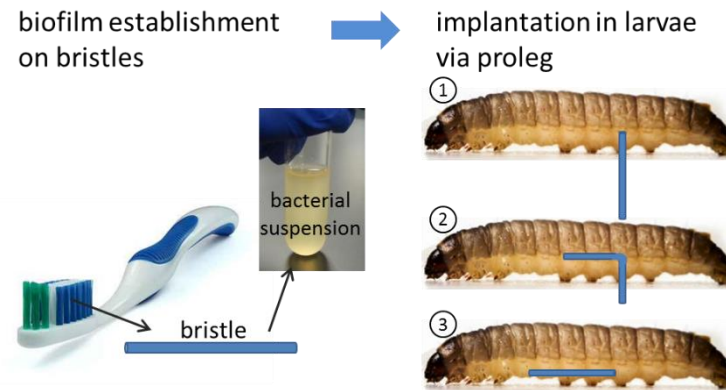 biofilm establishment
on bristles
implantation in larvae
via proleg
1
bacterial
suspension
2
bristle
3